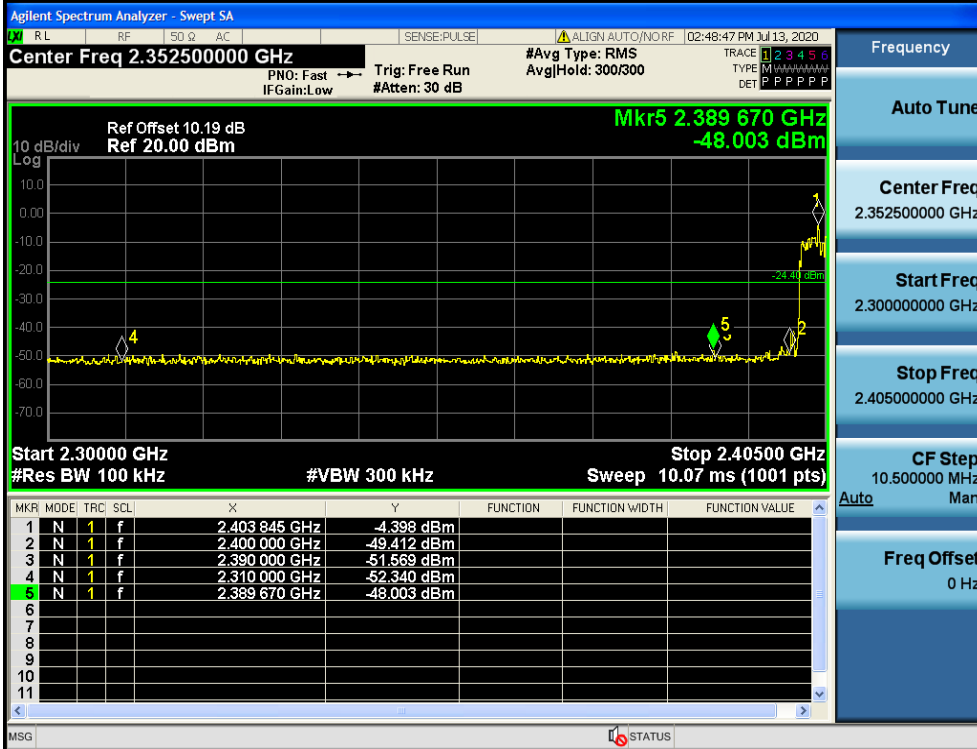 Agilent Spectrum Analyzer - Swept SA
LXI RL RF 50 Ω AC SENSE:PULSE ALIGN AUTO/NO RF 02:48:47 PM Jul 13, 2020
Center Freq 2.352500000 GHz
#Avg Type: RMS
TRACE 1 2 3 4 5 6
PNO: Fast Trig: Free Run Avg|Hold: 300/300
TYPE M WWWWW
IFGain:Low #Atten: 30 dB
DET P P P P P P
Mkr5 2.389 670 GHz
Ref Offset 10.19 dB
10 dB/div Ref 20.00 dBm -48.003 dBm
Log
10.0
0.00
-10.0
-20.0
-30.0
-40.0
-50.0
-60.0
-70.0
1
-24.40 dBm
4
5
2
3
Start 2.30000 GHz Stop 2.40500 GHz
#Res BW 100 kHz #VBW 300 kHz Sweep 10.07 ms (1001 pts)
MKR MODE TRC SCL X Y FUNCTION FUNCTION WIDTH FUNCTION VALUE
1 N 1 f 2.403 845 GHz -4.398 dBm
2 N 1 f 2.400 000 GHz -49.412 dBm
3 N 1 f 2.390 000 GHz -51.569 dBm
4 N 1 f 2.310 000 GHz -52.340 dBm
5 N 1 f 2.389 670 GHz -48.003 dBm
6
7
8
9
10
11
MSG STATUS
Frequency
Auto Tune
Center Freq
2.352500000 GHz
Start Freq
2.300000000 GHz
Stop Freq
2.405000000 GHz
CF Step
10.500000 MHz
Auto Man
Freq Offset
0 Hz